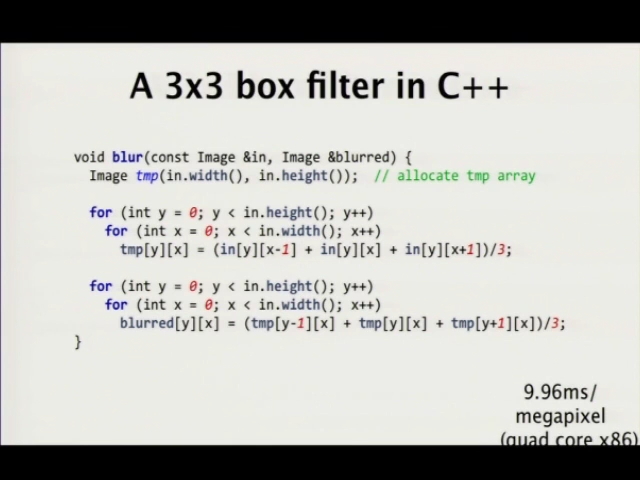 A 3x3 box filter in C++
void blur(const Image &in, Image &blurred) {
Image tmp(in.width(), in.height()); // allocate tmp array
for (int y = 0; y < in.height(); y++)
for (int x = 0; x < in.width(); x++)
tmp[y][x] = (in[y][x-1] + in[y][x] + in[y][x+1])/3;
for (int y = 0; y < in.height(); y++)
for (int x = 0; x < in.width(); x++)
blurred[y][x] = (tmp[y-1][x] + tmp[y][x] + tmp[y+1][x])/3;
}
9.96ms/
megapixel
(quad core x86)